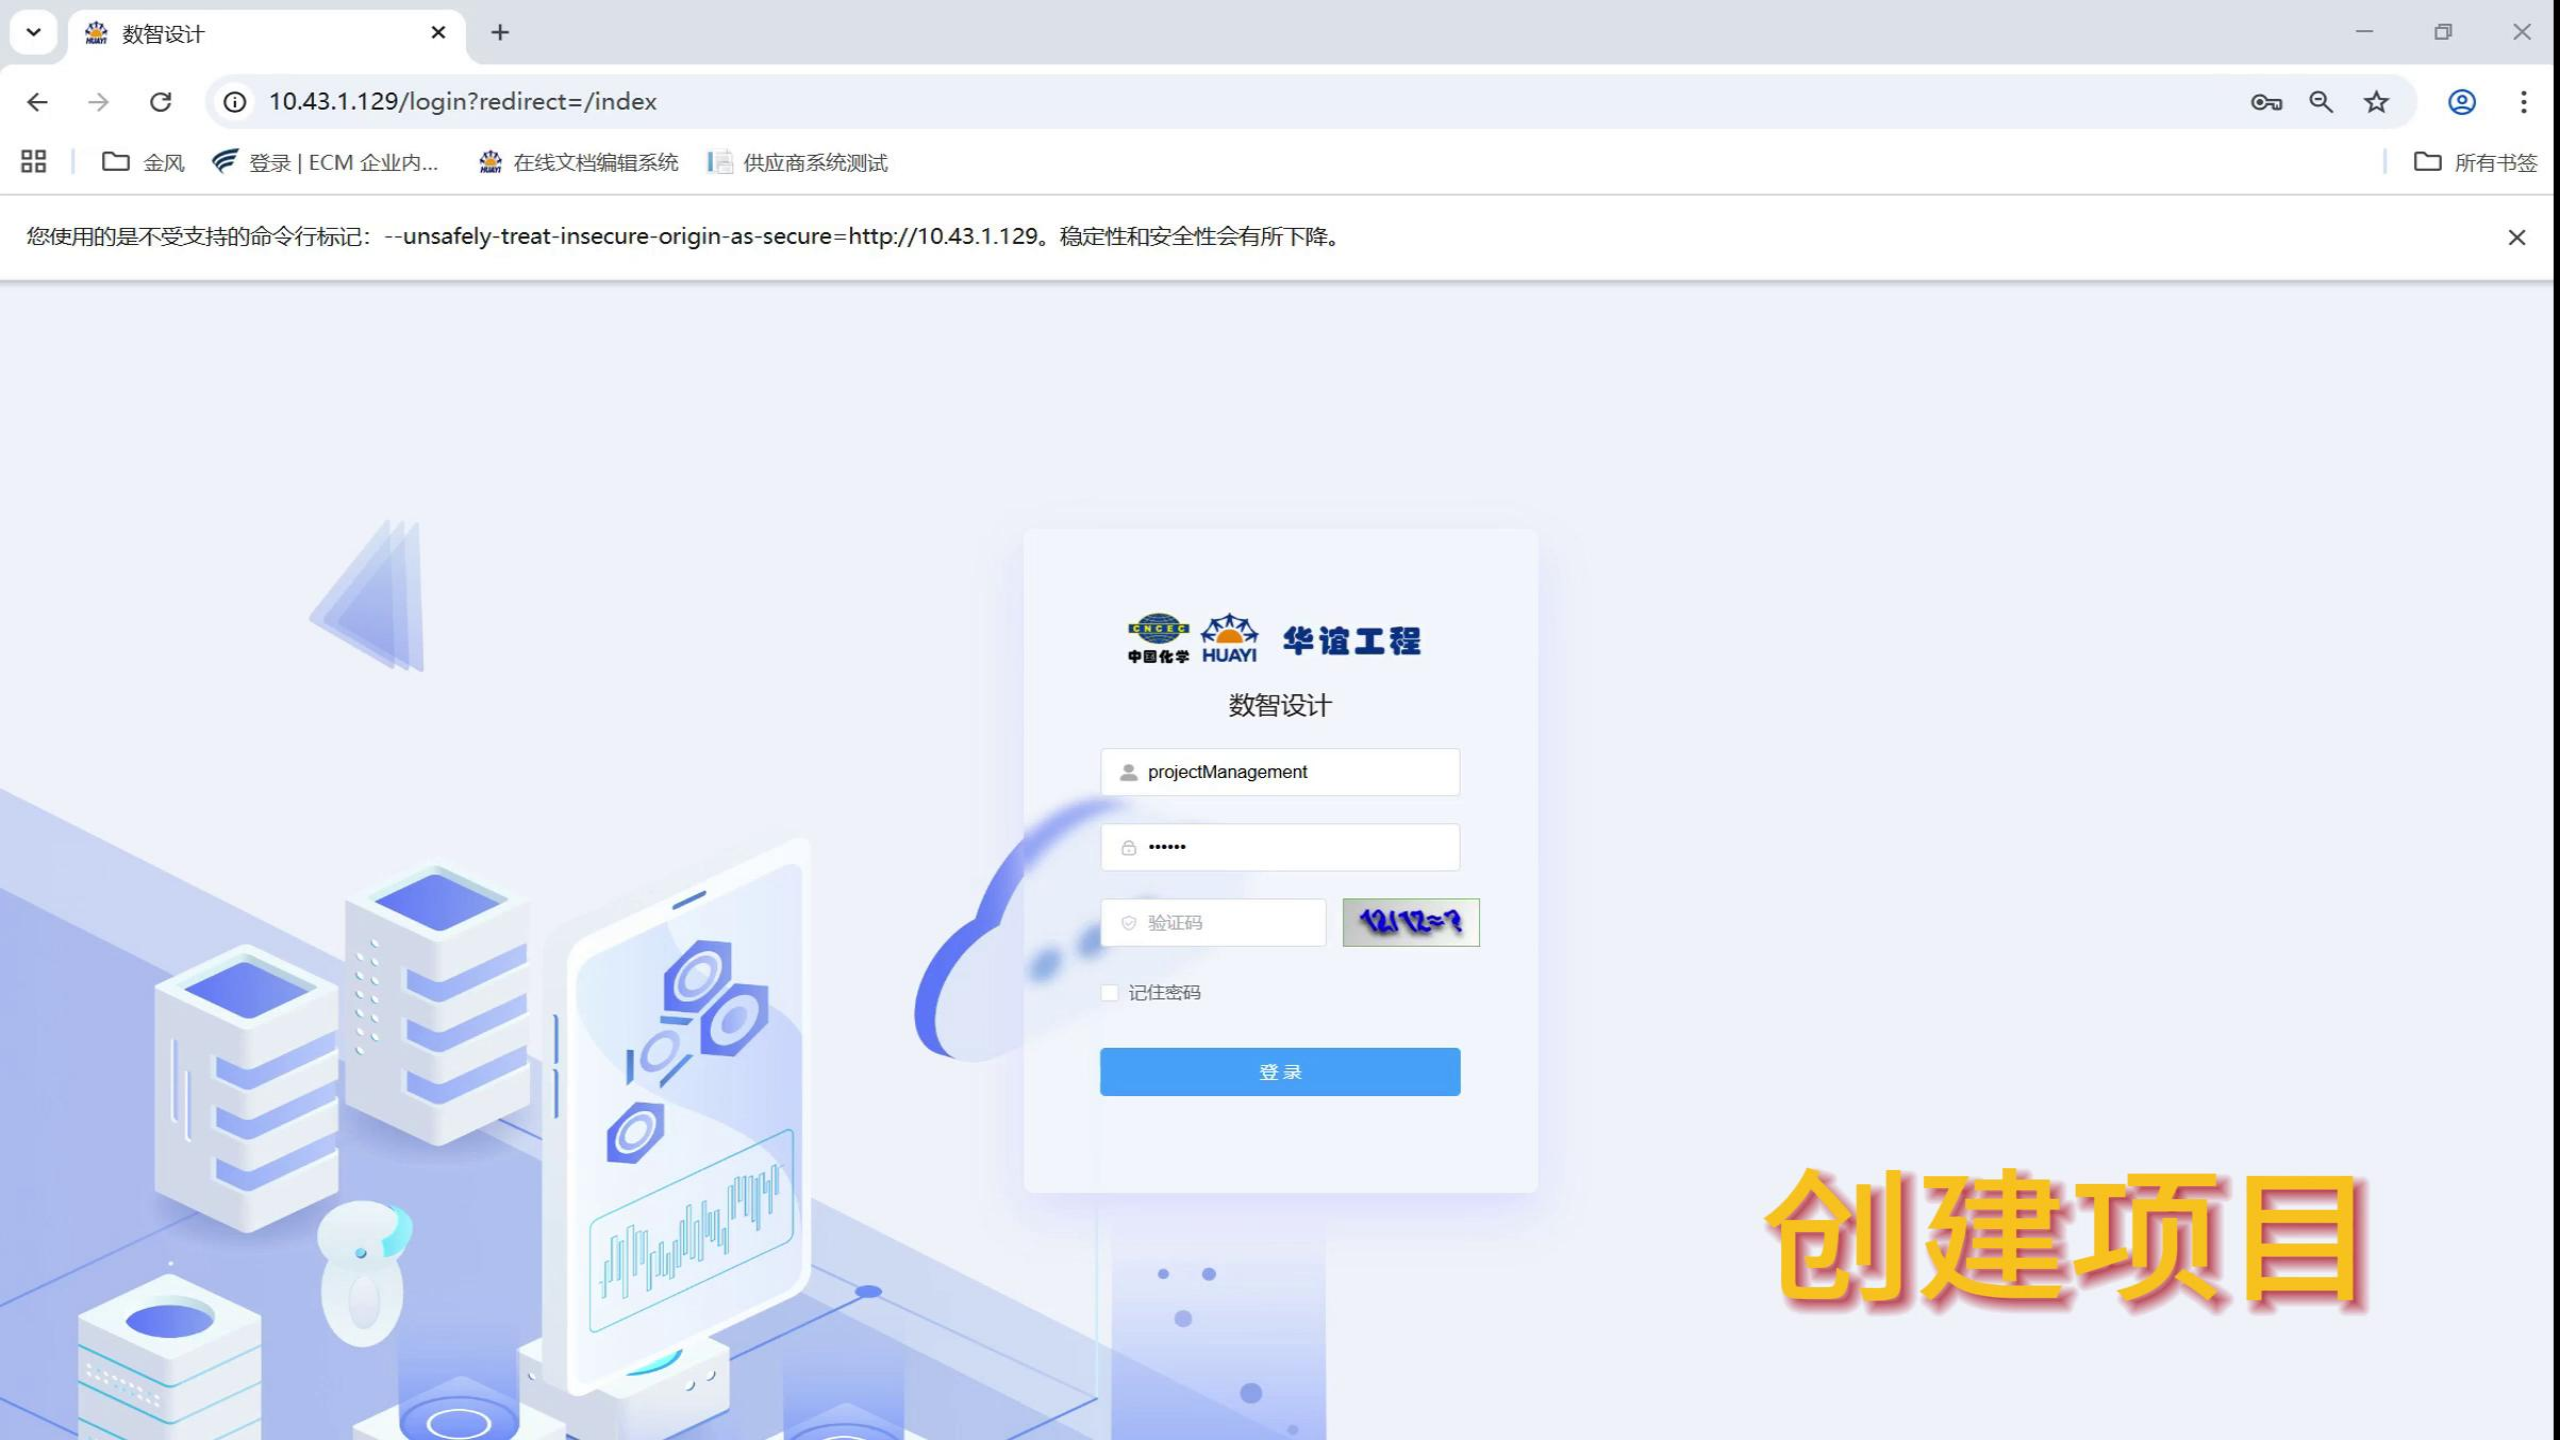 数智设计
10.43.1.129/login?redirect=/index
金风
登录 | ECM 企业内...
在线文档编辑系统
供应商系统测试
所有书签
您使用的是不受支持的命令行标记：--unsafely-treat-insecure-origin-as-secure=http://10.43.1.129。稳定性和安全性会有所下降。
CNCEC
中国化学
HUAYI
华谊工程
数智设计
projectManagement
••••••
验证码
12/12=?
记住密码
登 录
创建项目